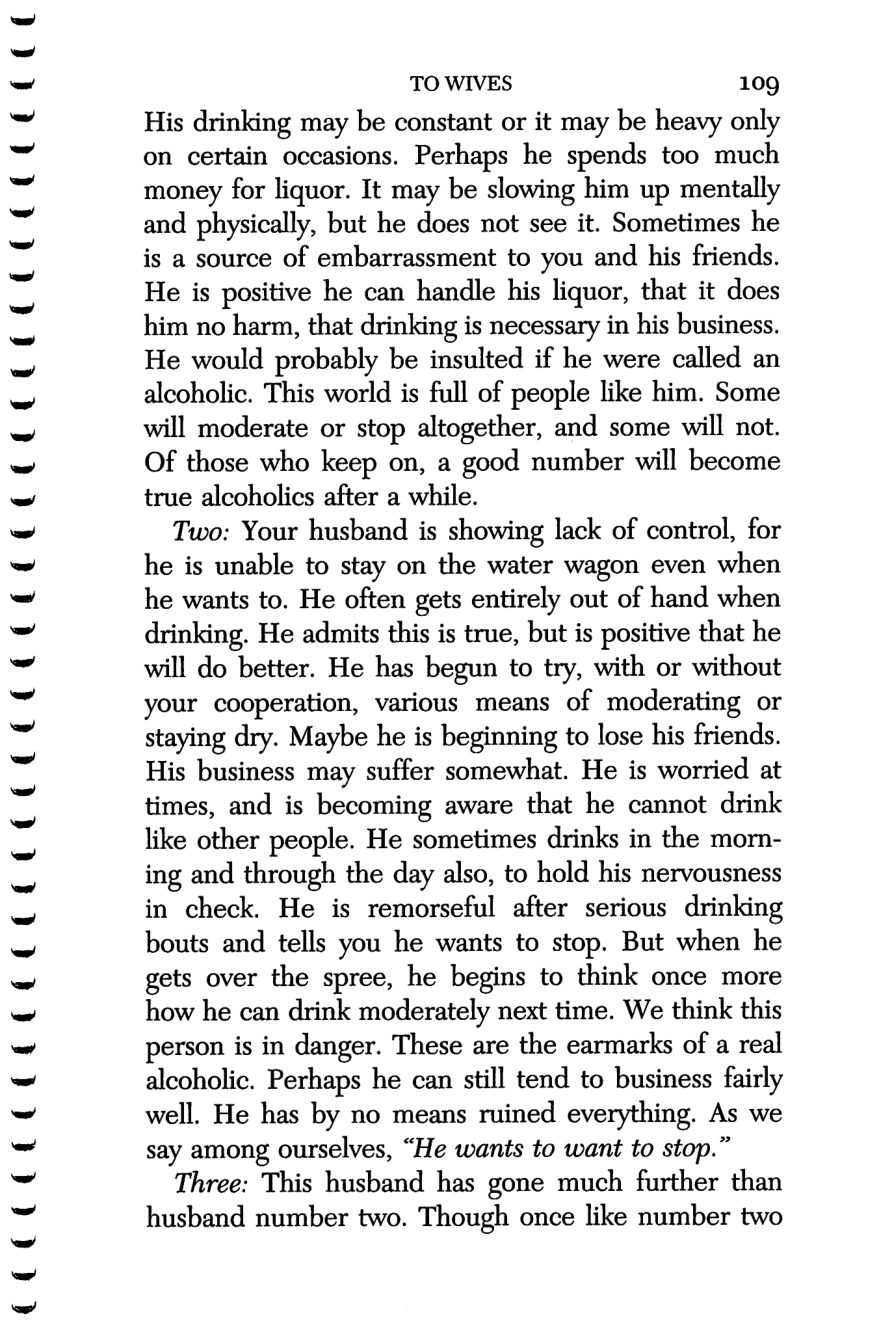 TO WIVES 109
His drinking may be constant or it may be heavy only
on certain occasions. Perhaps he spends too much
money for liquor. It may be slowing him up mentally
and physically, but he does not see it. Sometimes he
is a source of embarrassment to you and his friends.
He is positive he can handle his liquor, that it does
him no harm, that drinking is necessary in his business.
He would probably be insulted if he were called an
alcoholic. This world is full of people like him. Some
will moderate or stop altogether, and some will not.
Of those who keep on, a good number will become
true alcoholics after a while.
Two: Your husband is showing lack of control, for
he is unable to stay on the water wagon even when
he wants to. He often gets entirely out of hand when
drinking. He admits this is true, but is positive that he
will do better. He has begun to try, with or without
your cooperation, various means of moderating or
staying dry. Maybe he is beginning to lose his friends.
His business may suffer somewhat. He is worried at
times, and is becoming aware that he cannot drink
like other people. He sometimes drinks in the morn-
ing and through the day also, to hold his nervousness
in check. He is remorseful after serious drinking
bouts and tells you he wants to stop. But when he
gets over the spree, he begins to think once more
how he can drink moderately next time. We think this
person is in danger. These are the earmarks of a real
alcoholic. Perhaps he can still tend to business fairly
well. He has by no means ruined everything. As we
say among ourselves, “He wants to want to stop.”
Three: This husband has gone much further than
husband number two. Though once like number two